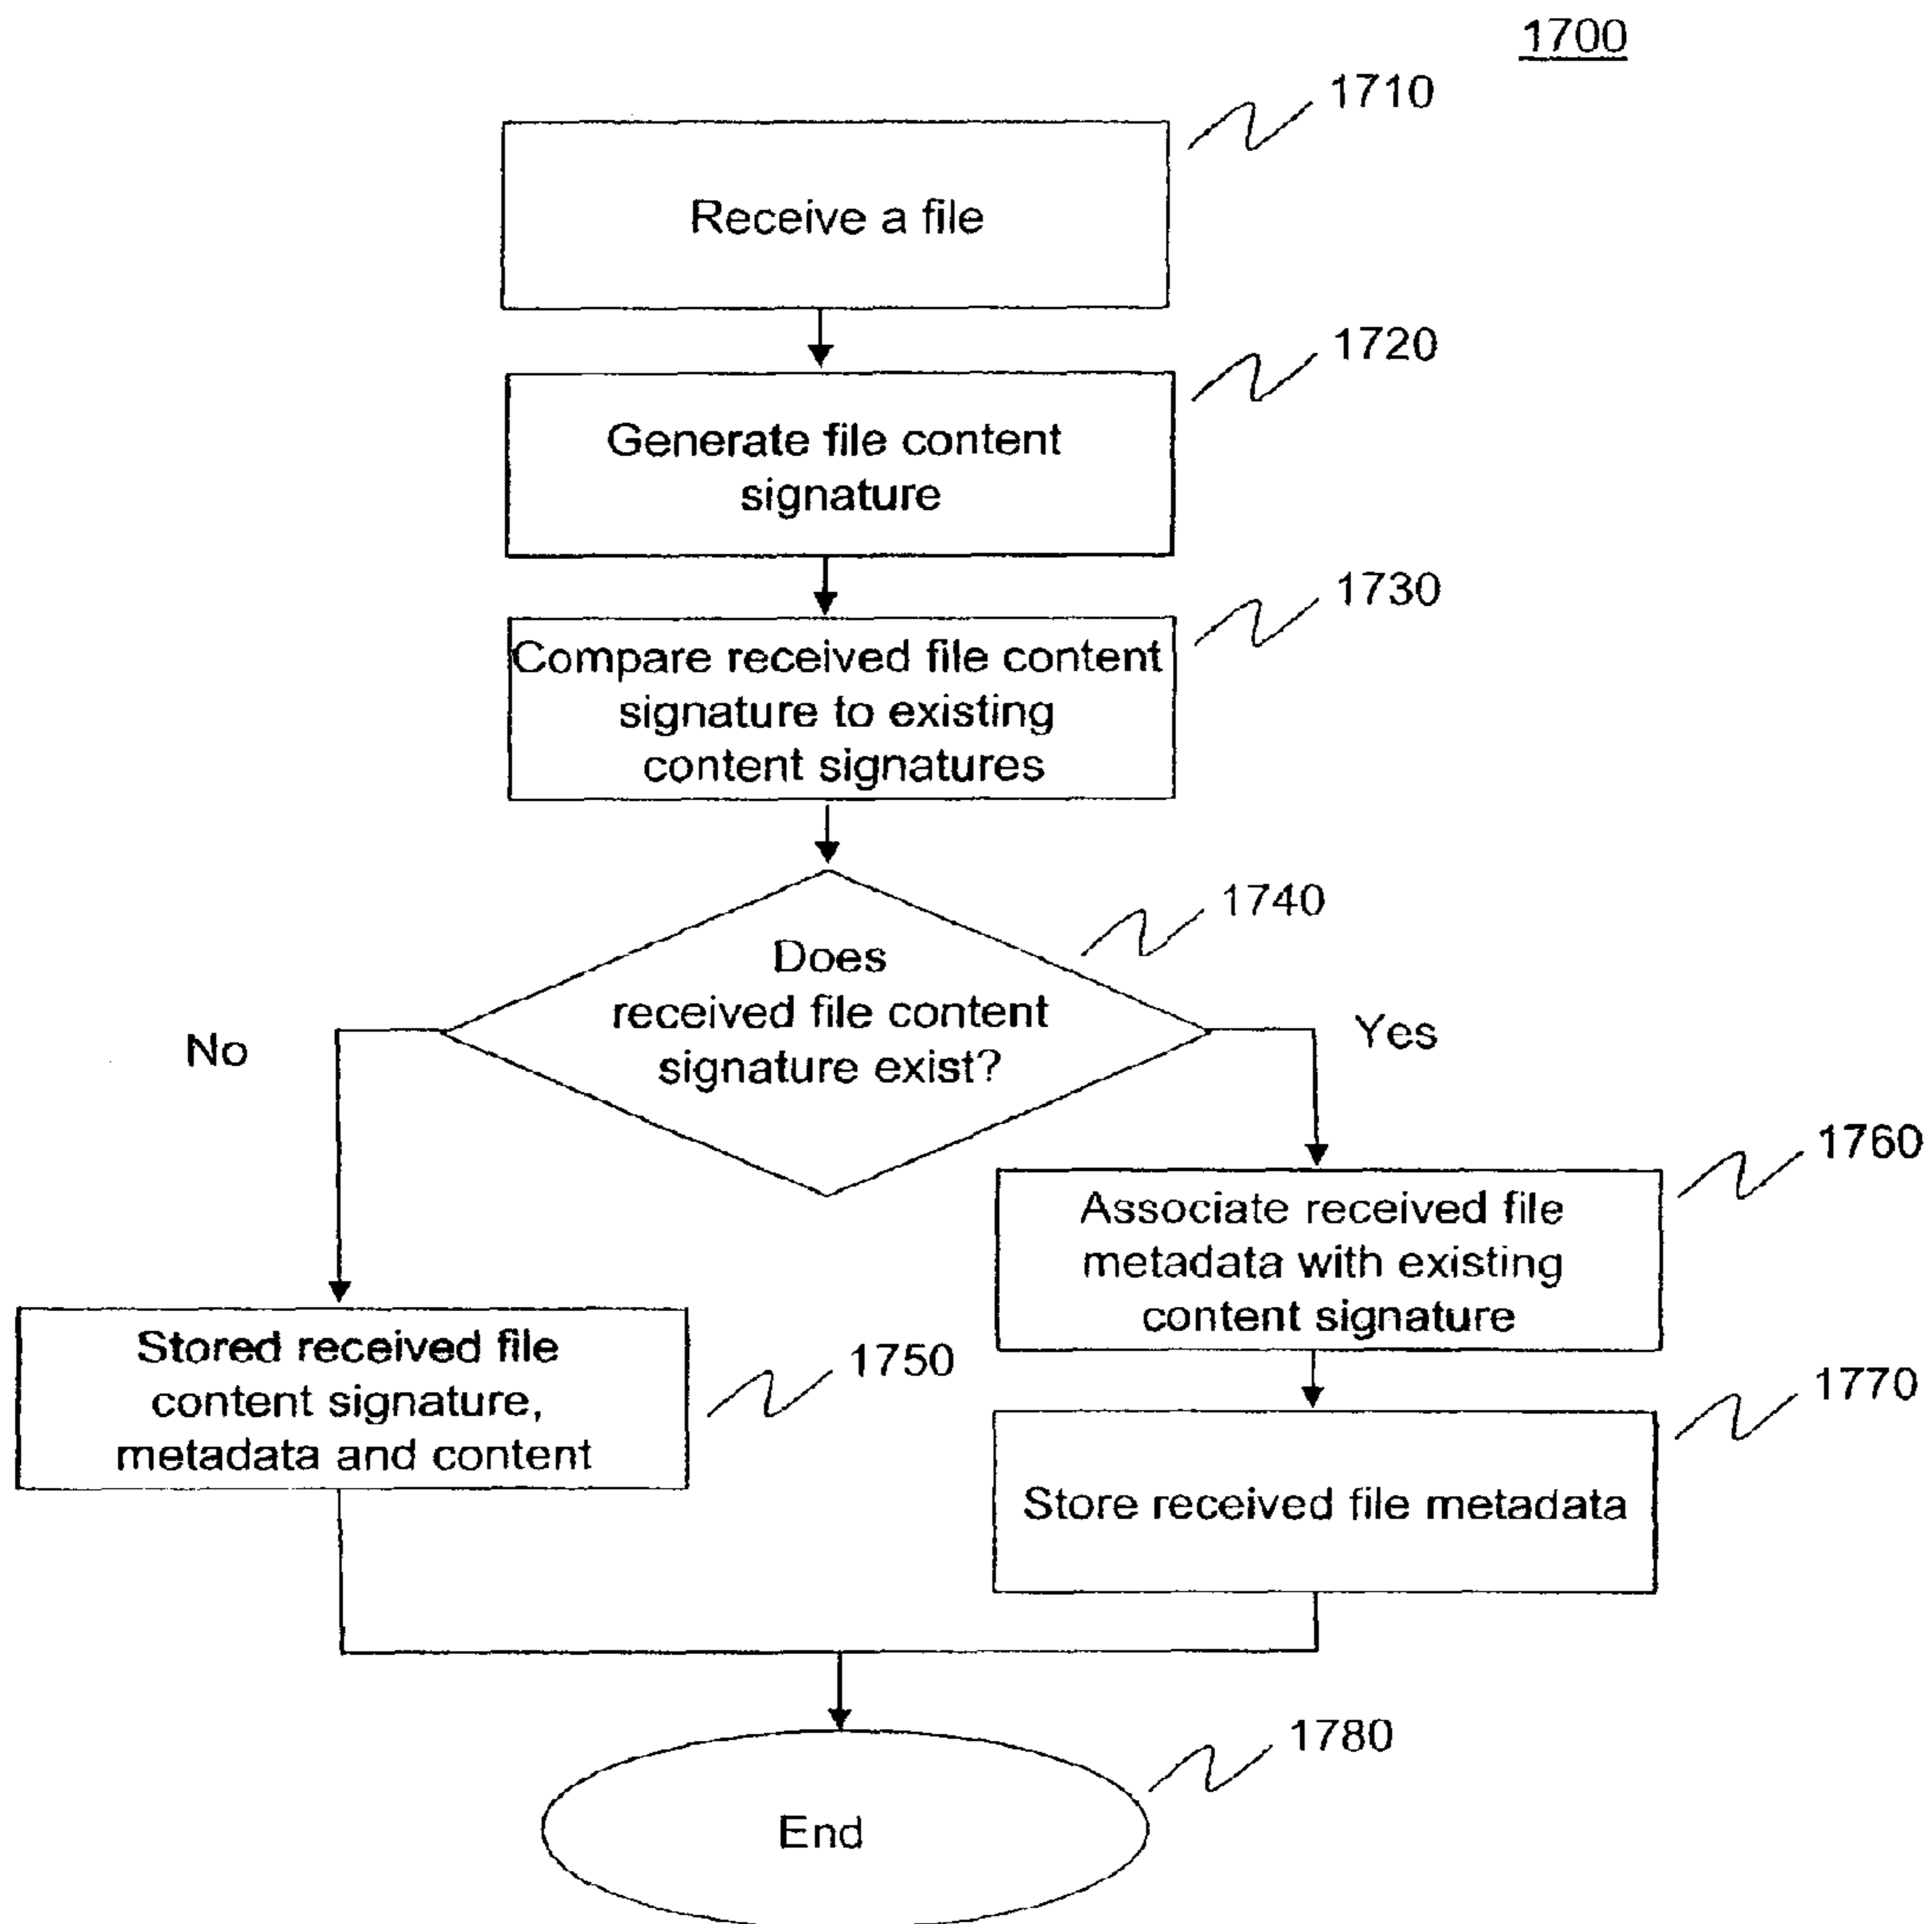 1700
1710
Receive a file
1720
Generate file content
signature
1730
Compare received file content
signature to existing
content signatures
1740
Does
received file content
signature exist?
No
Yes
1760
Associate received file
metadata with existing
content signature
Stored received file
content signature,
metadata and content
1750
1770
Store received file metadata
1780
End